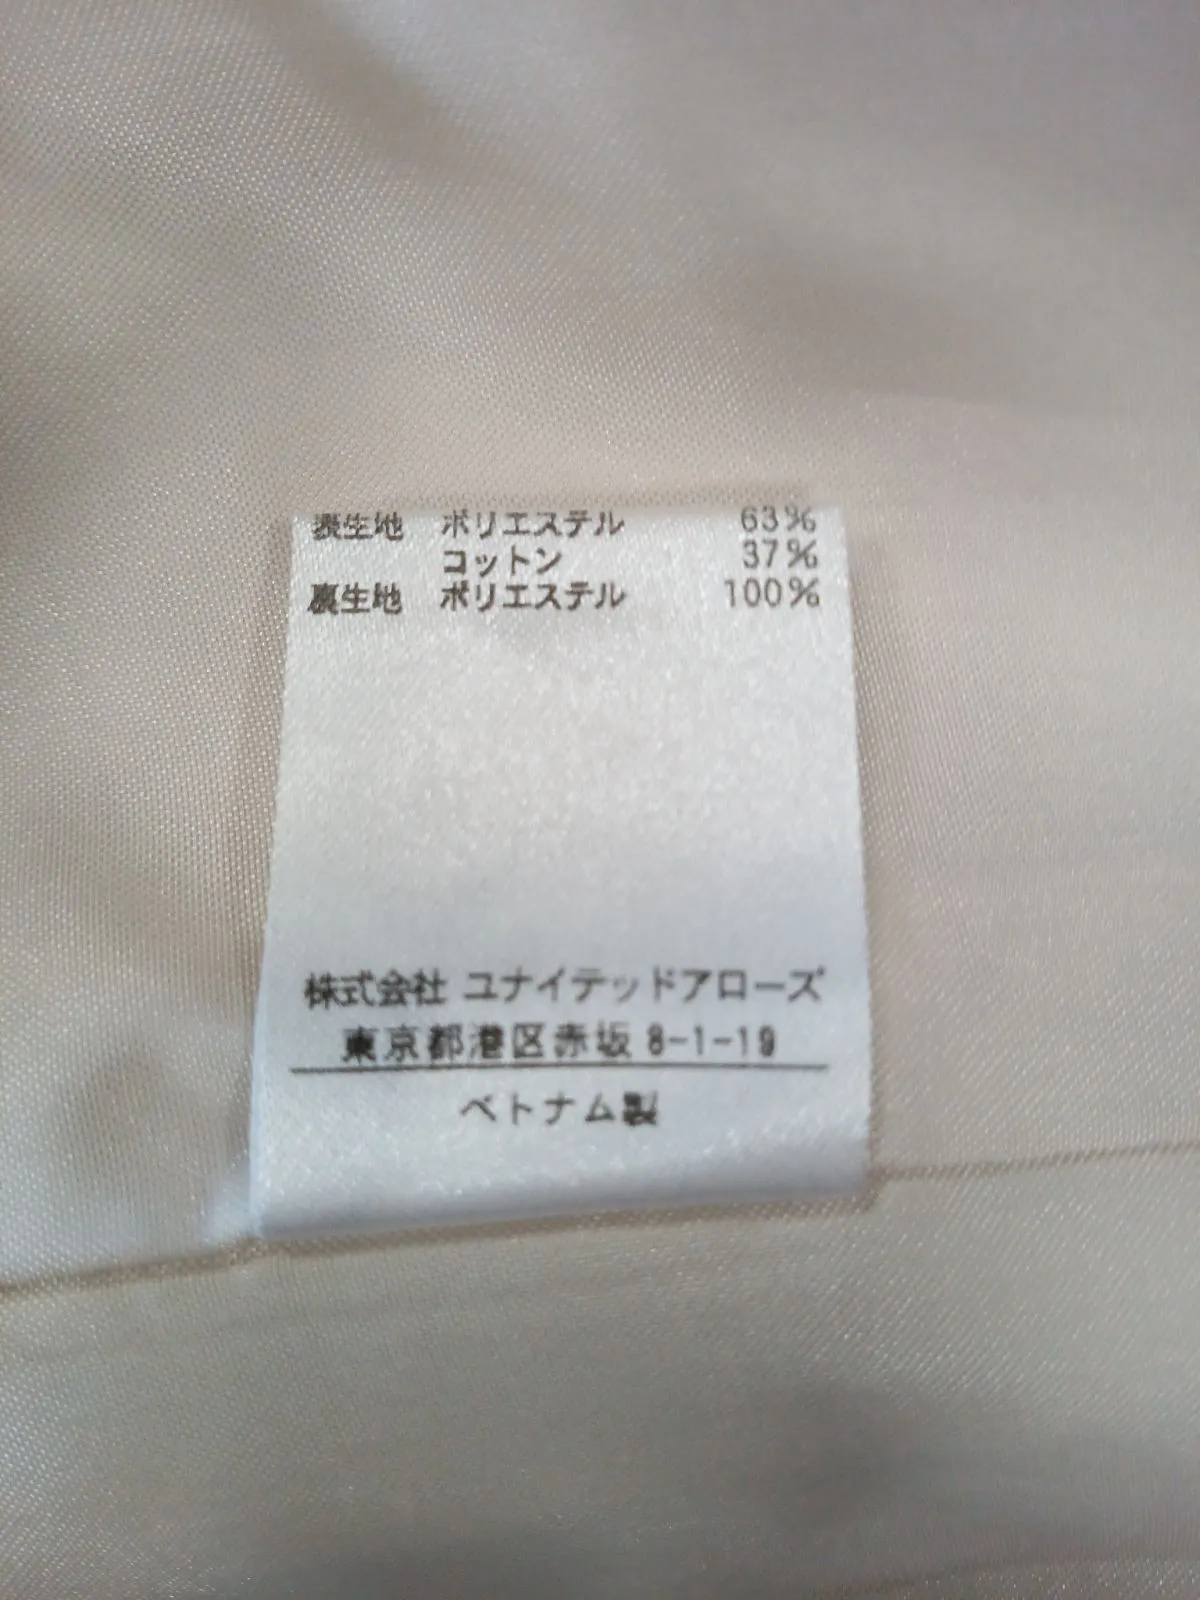 表生地 ポリエステル 63%
コットン 37%
裏生地 ポリエステル 100%
株式会社 ユナイテッドアローズ
東京都港区赤坂 8-1-19
ベトナム製